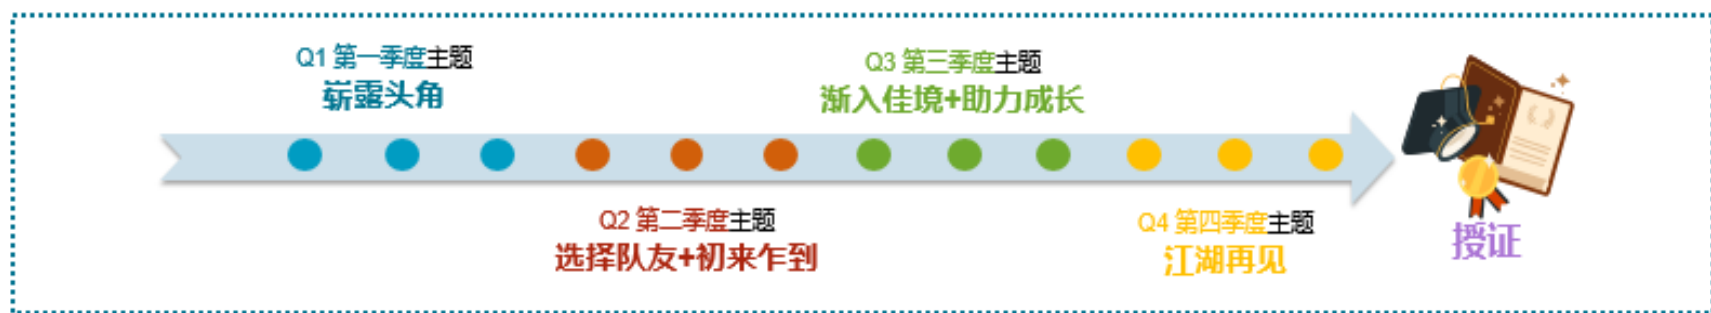 Q1 第一季度主题
崭露头角
Q2 第二季度主题
选择队友+初来乍到
Q3 第三季度主题
渐入佳境+助力成长
Q4 第四季度主题
江湖再见
授证